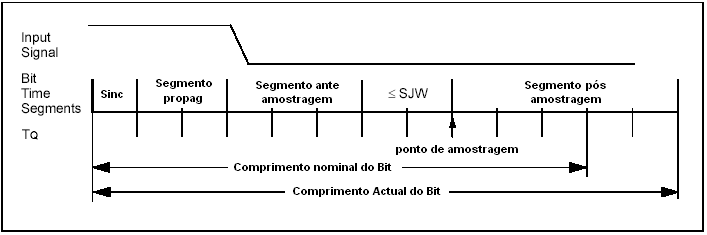 Input
Signal
Bit
Time
Segments
TQ
Sinc
Segmento
propag
Segmento ante
amostragem
≤ SJW
Segmento pós
amostragem
ponto de amostragem
Comprimento nominal do Bit
Comprimento Actual do Bit